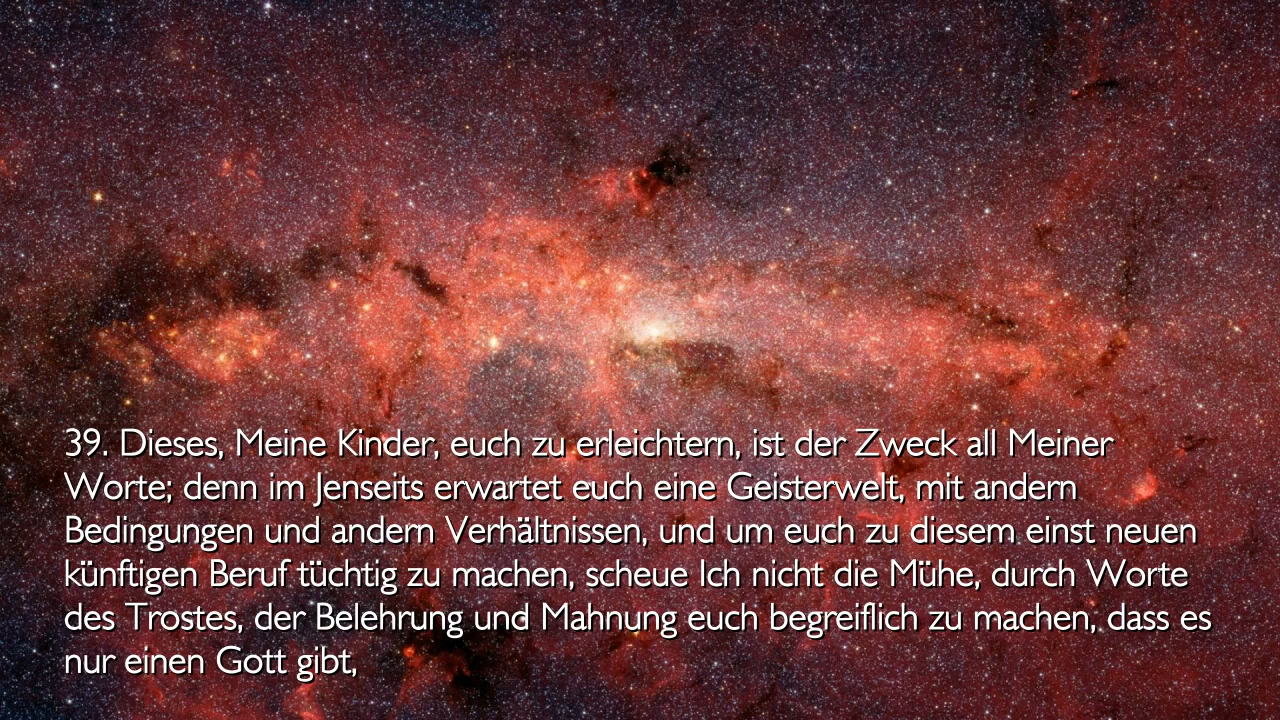 39. Dieses, Meine Kinder, euch zu erleichtern, ist der Zweck all Meiner
Worte; denn im Jenseits erwartet euch eine Geisterwelt, mit andern
Bedingungen und andern Verhältnissen, und um euch zu diesem einst neuen
künftigen Beruf tüchtig zu machen, scheue Ich nicht die Mühe, durch Worte
des Trostes, der Belehrung und Mahnung euch begreiflich zu machen, dass es
nur einen Gott gibt,